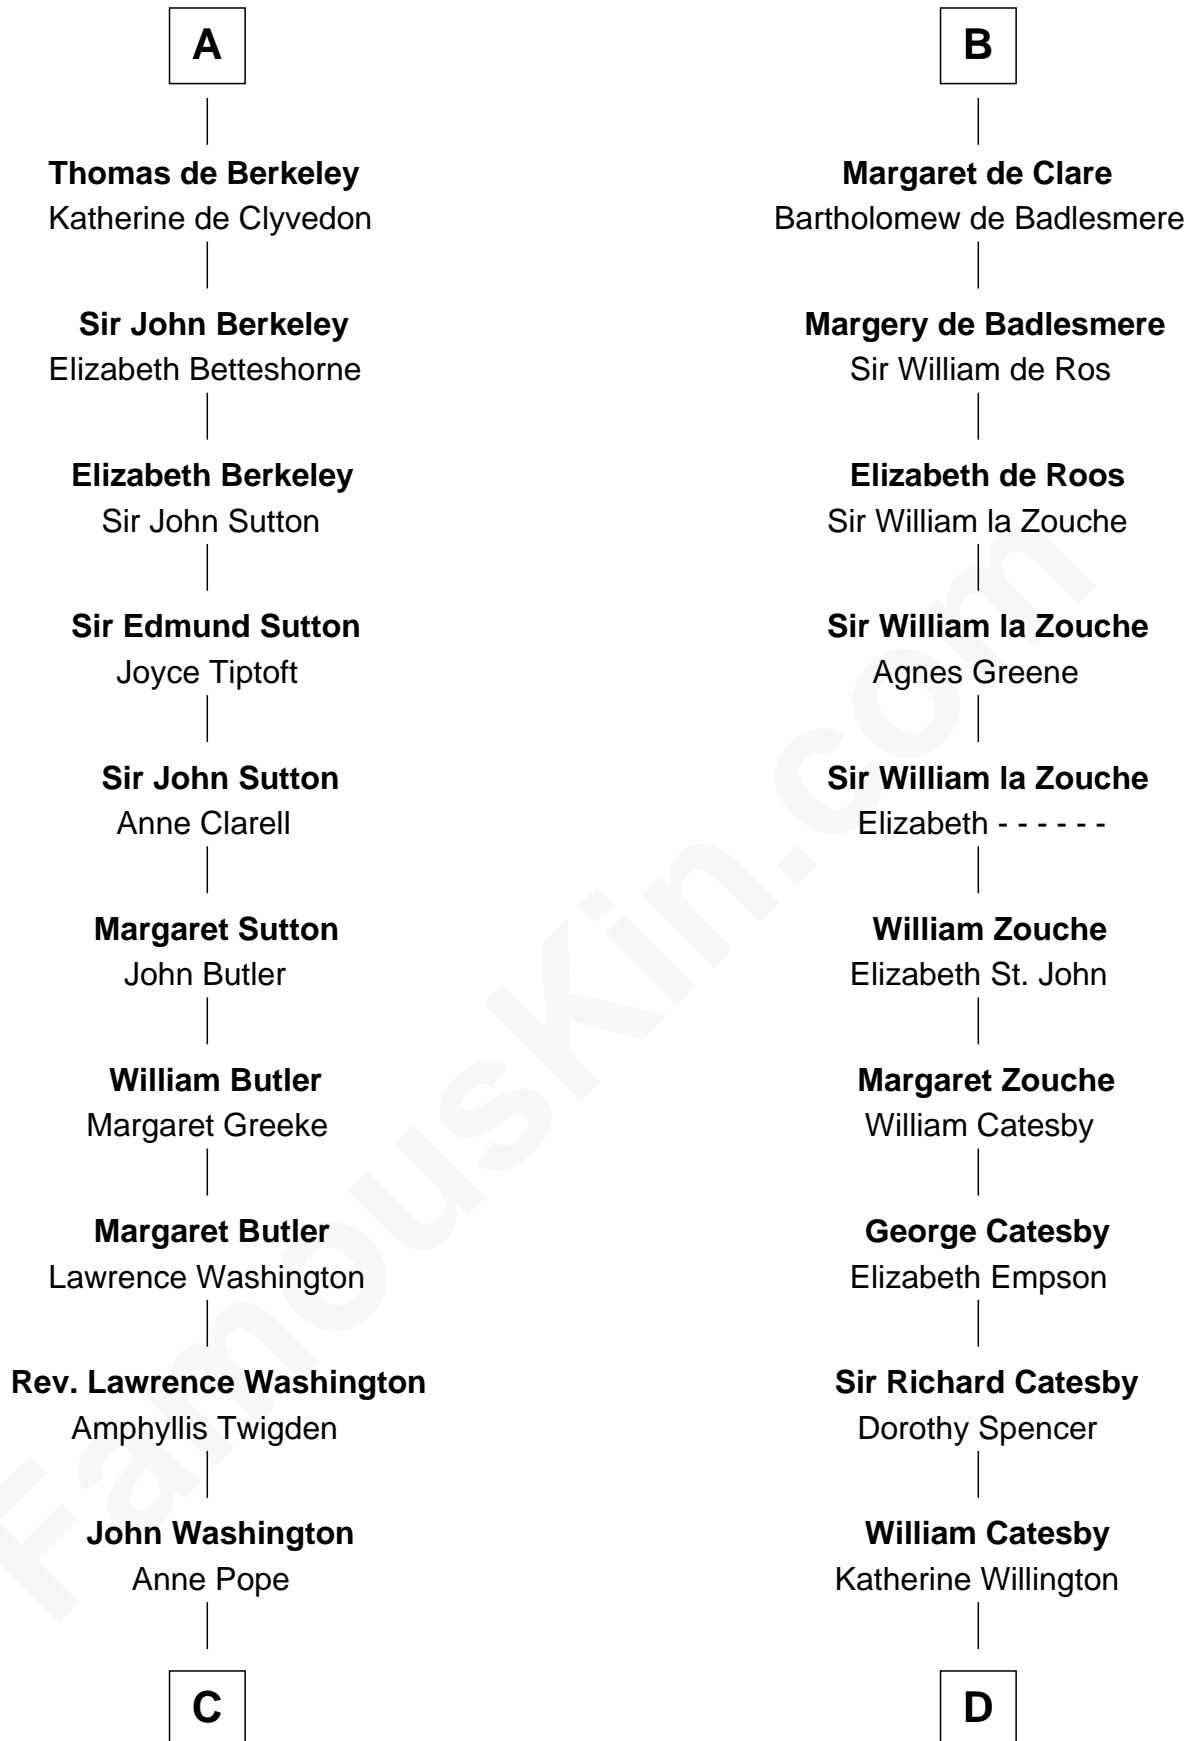 A
Thomas de Berkeley
Katherine de Clyvedon
Sir John Berkeley
Elizabeth Betteshorne
Elizabeth Berkeley
Sir John Sutton
Sir Edmund Sutton
Joyce Tiptoft
Sir John Sutton
Anne Clarell
Margaret Sutton
John Butler
William Butler
Margaret Greeke
Margaret Butler
Lawrence Washington
Rev. Lawrence Washington
Amphyllis Twigden
John Washington
Anne Pope
C
B
Margaret de Clare
Bartholomew de Badlesmere
Margery de Badlesmere
Sir William de Ros
Elizabeth de Roos
Sir William la Zouche
Sir William la Zouche
Agnes Greene
Sir William la Zouche
Elizabeth - - - - - -
William Zouche
Elizabeth St. John
Margaret Zouche
William Catesby
George Catesby
Elizabeth Empson
Sir Richard Catesby
Dorothy Spencer
William Catesby
Katherine Willington
D
FamousKin.com